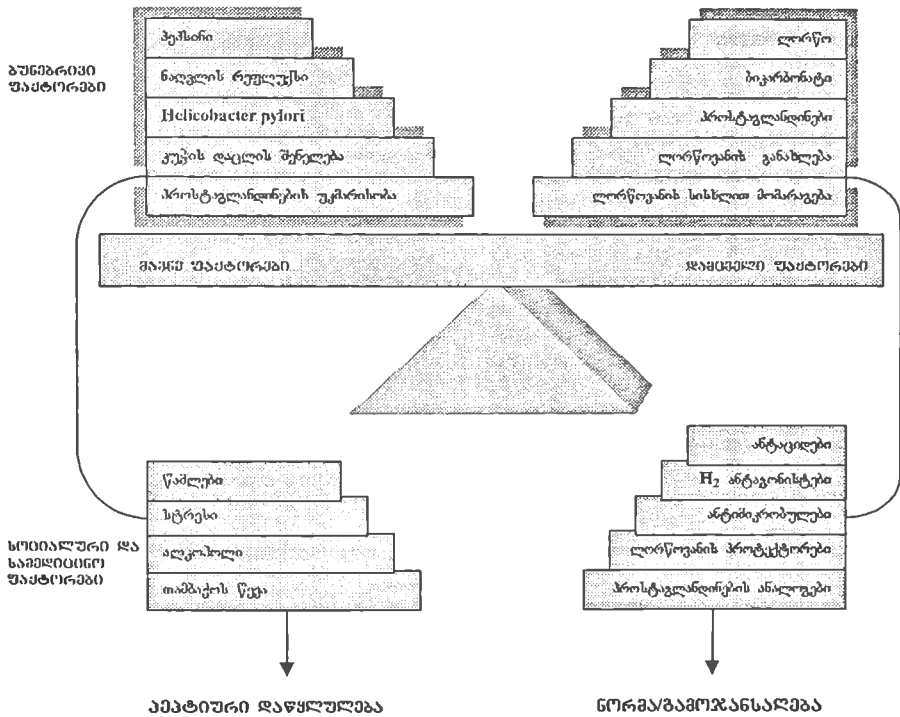 ბუნებრივი
ფაქტორები
პეპსინი
ნაღვლის რეფლუქსი
Helicobacter pylori
კუჭის დაცლის შენელება
პროსტაგლანდინების უკმარისობა
ლორწო
ბიკარბონატი
პროსტაგლანდინები
ლორწოვანის განახლება
ლორწოვანის სისხლით მომარაგება
მავნე ფაქტორები
დამცველი ფაქტორები
სოციალური და
სამედიცინო
ფაქტორები
წამლები
სტრესი
ალკოჰოლი
თამბაქოს წევა
ანტაციდები
H₂ ანტაგონისტები
ანტიმიკრობულები
ლორწოვანის პროტექტორები
პროსტაგლანდინების ანალოგები
პეპტიური დაწყლულება
ნორმა/გამოჯანსაღება